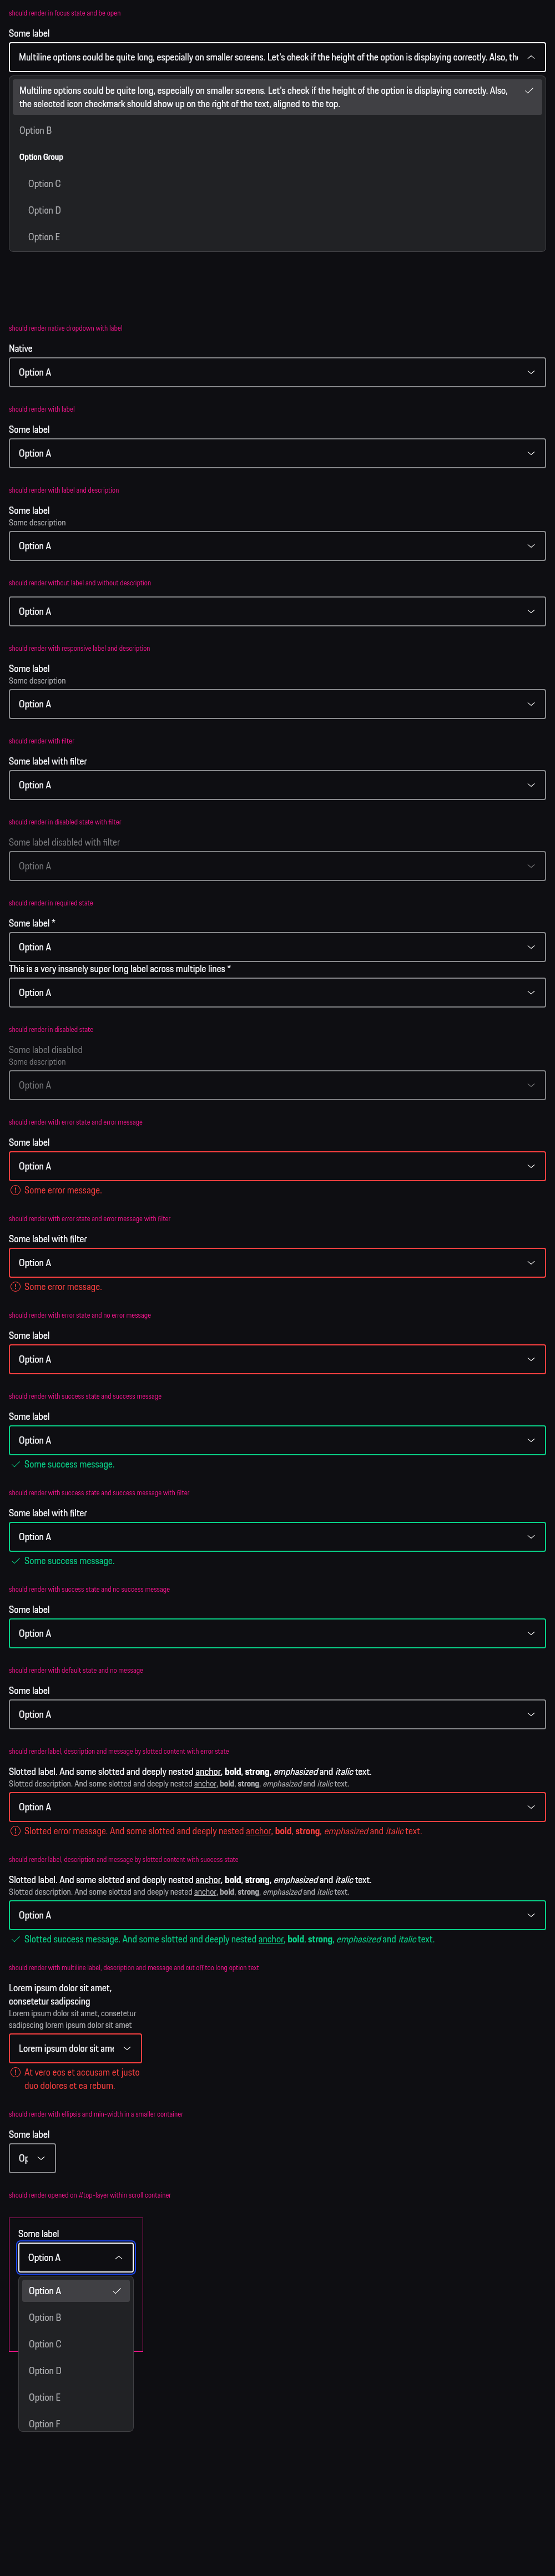 should render in focus state and be open
Some label
Multiline options could be quite long, especially on smaller screens. Let's check if the height of the option is displaying correctly. Also, th
Multiline options could be quite long, especially on smaller screens. Let's check if the height of the option is displaying correctly. Also,
the selected icon checkmark should show up on the right of the text, aligned to the top.
Option B
Option Group
Option C
Option D
Option E
should render native dropdown with label
Native
Option A
should render with label
Some label
Option A
should render with label and description
Some label
Some description
Option A
should render without label and without description
Option A
should render with responsive label and description
Some label
Some description
Option A
should render with filter
Some label with filter
Option A
should render in disabled state with filter
Some label disabled with filter
Option A
should render in required state
Some label *
Option A
This is a very insanely super long label across multiple lines *
Option A
should render in disabled state
Some label disabled
Some description
Option A
should render with error state and error message
Some label
Option A
Some error message.
should render with error state and error message with filter
Some label with filter
Option A
Some error message.
should render with error state and no error message
Some label
Option A
should render with success state and success message
Some label
Option A
Some success message.
should render with success state and success message with filter
Some label with filter
Option A
Some success message.
should render with success state and no success message
Some label
Option A
should render with default state and no message
Some label
Option A
should render label, description and message by slotted content with error state
Slotted label. And some slotted and deeply nested anchor, bold, strong, emphasized and italic text.
Slotted description. And some slotted and deeply nested anchor, bold, strong, emphasized and italic text.
Option A
Slotted error message. And some slotted and deeply nested anchor, bold, strong, emphasized and italic text.
should render label, description and message by slotted content with success state
Slotted label. And some slotted and deeply nested anchor, bold, strong, emphasized and italic text.
Slotted description. And some slotted and deeply nested anchor, bold, strong, emphasized and italic text.
Option A
Slotted success message. And some slotted and deeply nested anchor, bold, strong, emphasized and italic text.
should render with multiline label, description and message and cut off too long option text
Lorem ipsum dolor sit amet,
consetetur sadipscing
Lorem ipsum dolor sit amet, consetetur
sadipscing lorem ipsum dolor sit amet
Lorem ipsum dolor sit ame
At vero eos et accusam et justo
duo dolores et ea rebum.
should render with ellipsis and min-width in a smaller container
Some label
Op
should render opened on #top-layer within scroll container
Some label
Option A
Option A
Option B
Option C
Option D
Option E
Option F